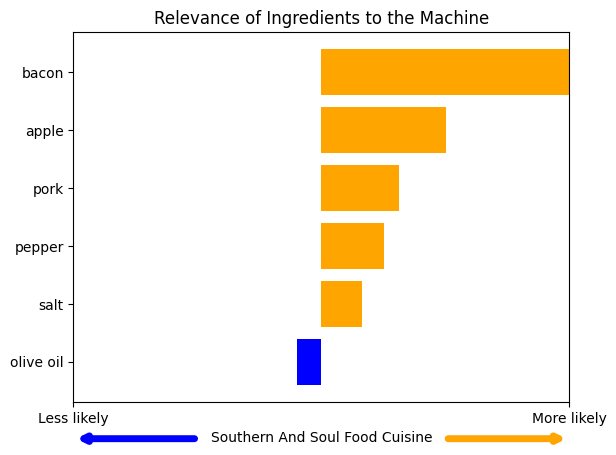 Relevance of Ingredients to the Machine
bacon
apple
pork
pepper
salt
olive oil
Less likely More likely
Southern And Soul Food Cuisine